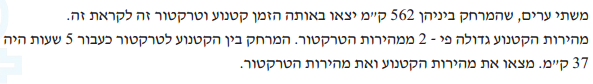 משתי ערים, שהמרחק ביניהן 562 ק״מ יצאו באותה הזמן קטנוע וטרקטור זה לקראת זה.
מהירות הקטנוע גדולה פי - 2 ממהירות הטרקטור. המרחק בין הקטנוע לטרקטור כעבור 5 שעות היה
37 ק״מ. מצאו את מהירות הקטנוע ואת מהירות הטרקטור.